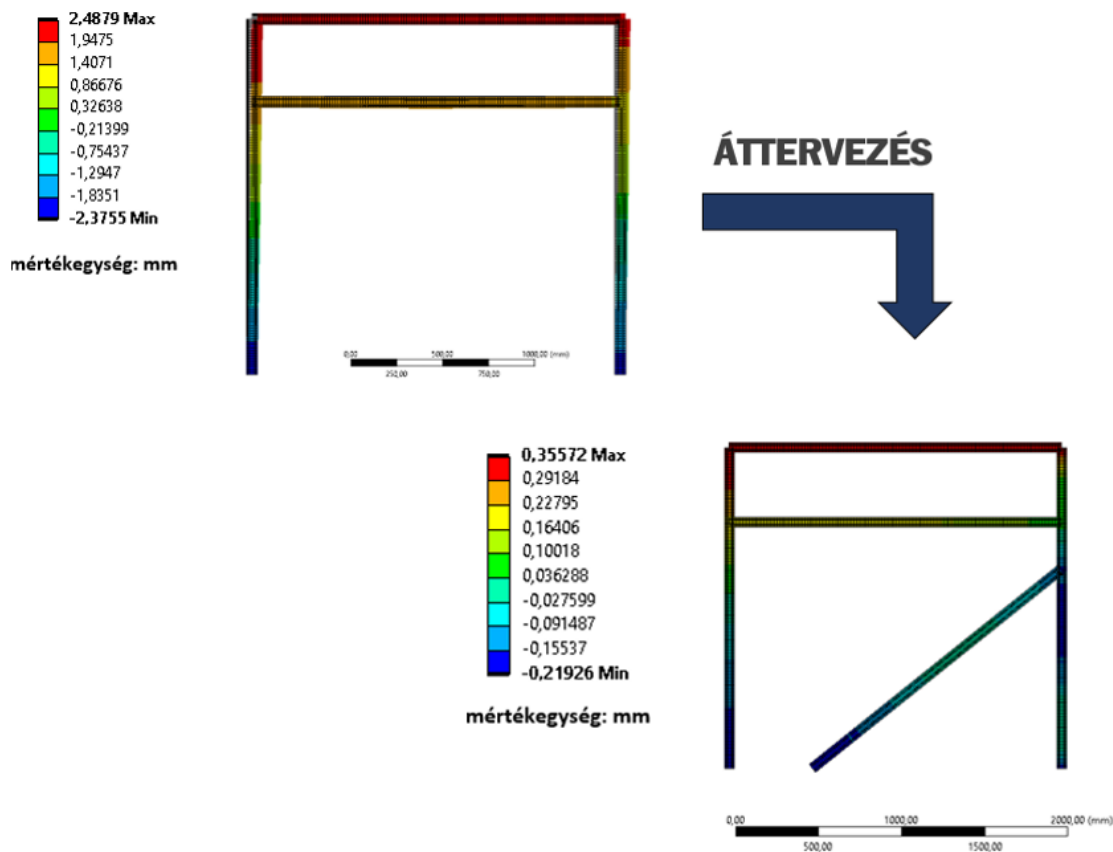 2,4879 Max
1,9475
1,4071
0,86676
0,32638
-0,21399
-0,75437
-1,2947
-1,8351
-2,3755 Min
mértékegység: mm
0,00 500,00 1000,00 (mm)
250,00 750,00
ÁTTERVEZÉS
0,35572 Max
0,29184
0,22795
0,16406
0,10018
0,036288
-0,027599
-0,091487
-0,15537
-0,21926 Min
mértékegység: mm
0,00 1000,00 2000,00 (mm)
500,00 1500,00